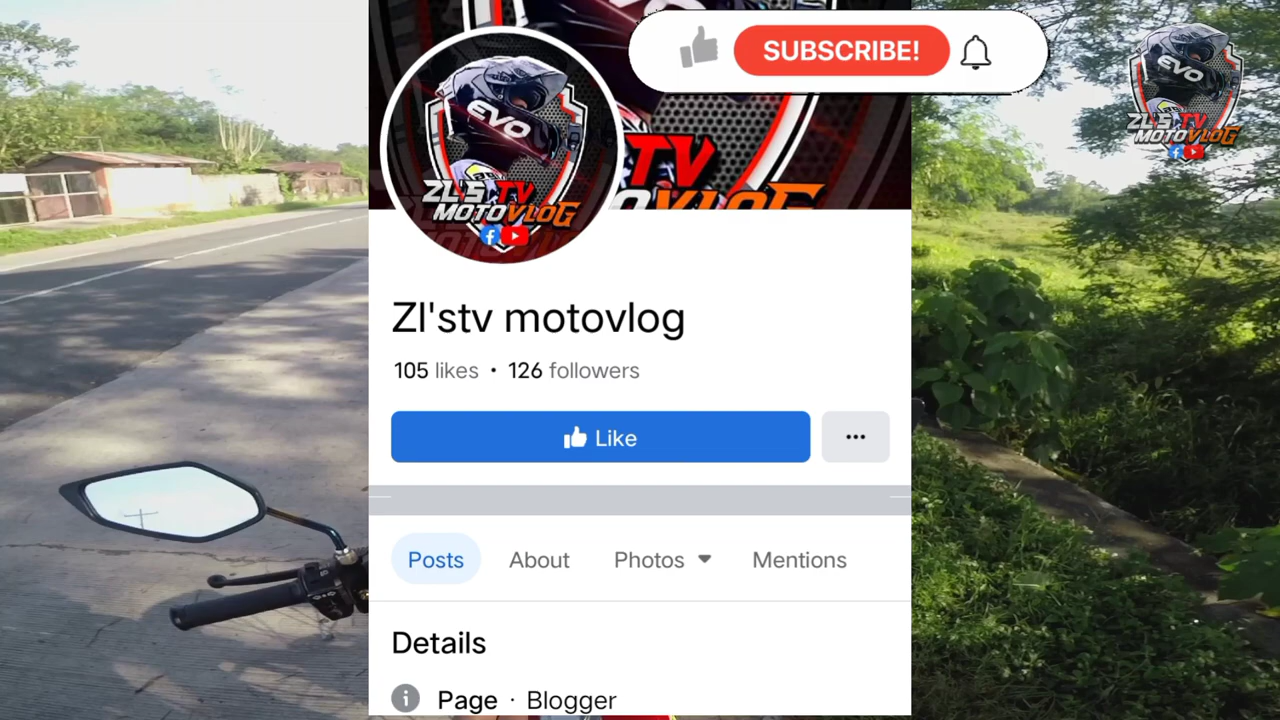 SUBSCRIBE!
EVO
ZL'S TV
MOTOVLOG
EVO
ZL'S TV
MOTOVLOG
TV
MOTOVLOG
Zl'stv motovlog
105 likes • 126 followers
Like
Posts About Photos Mentions
Details
Page · Blogger